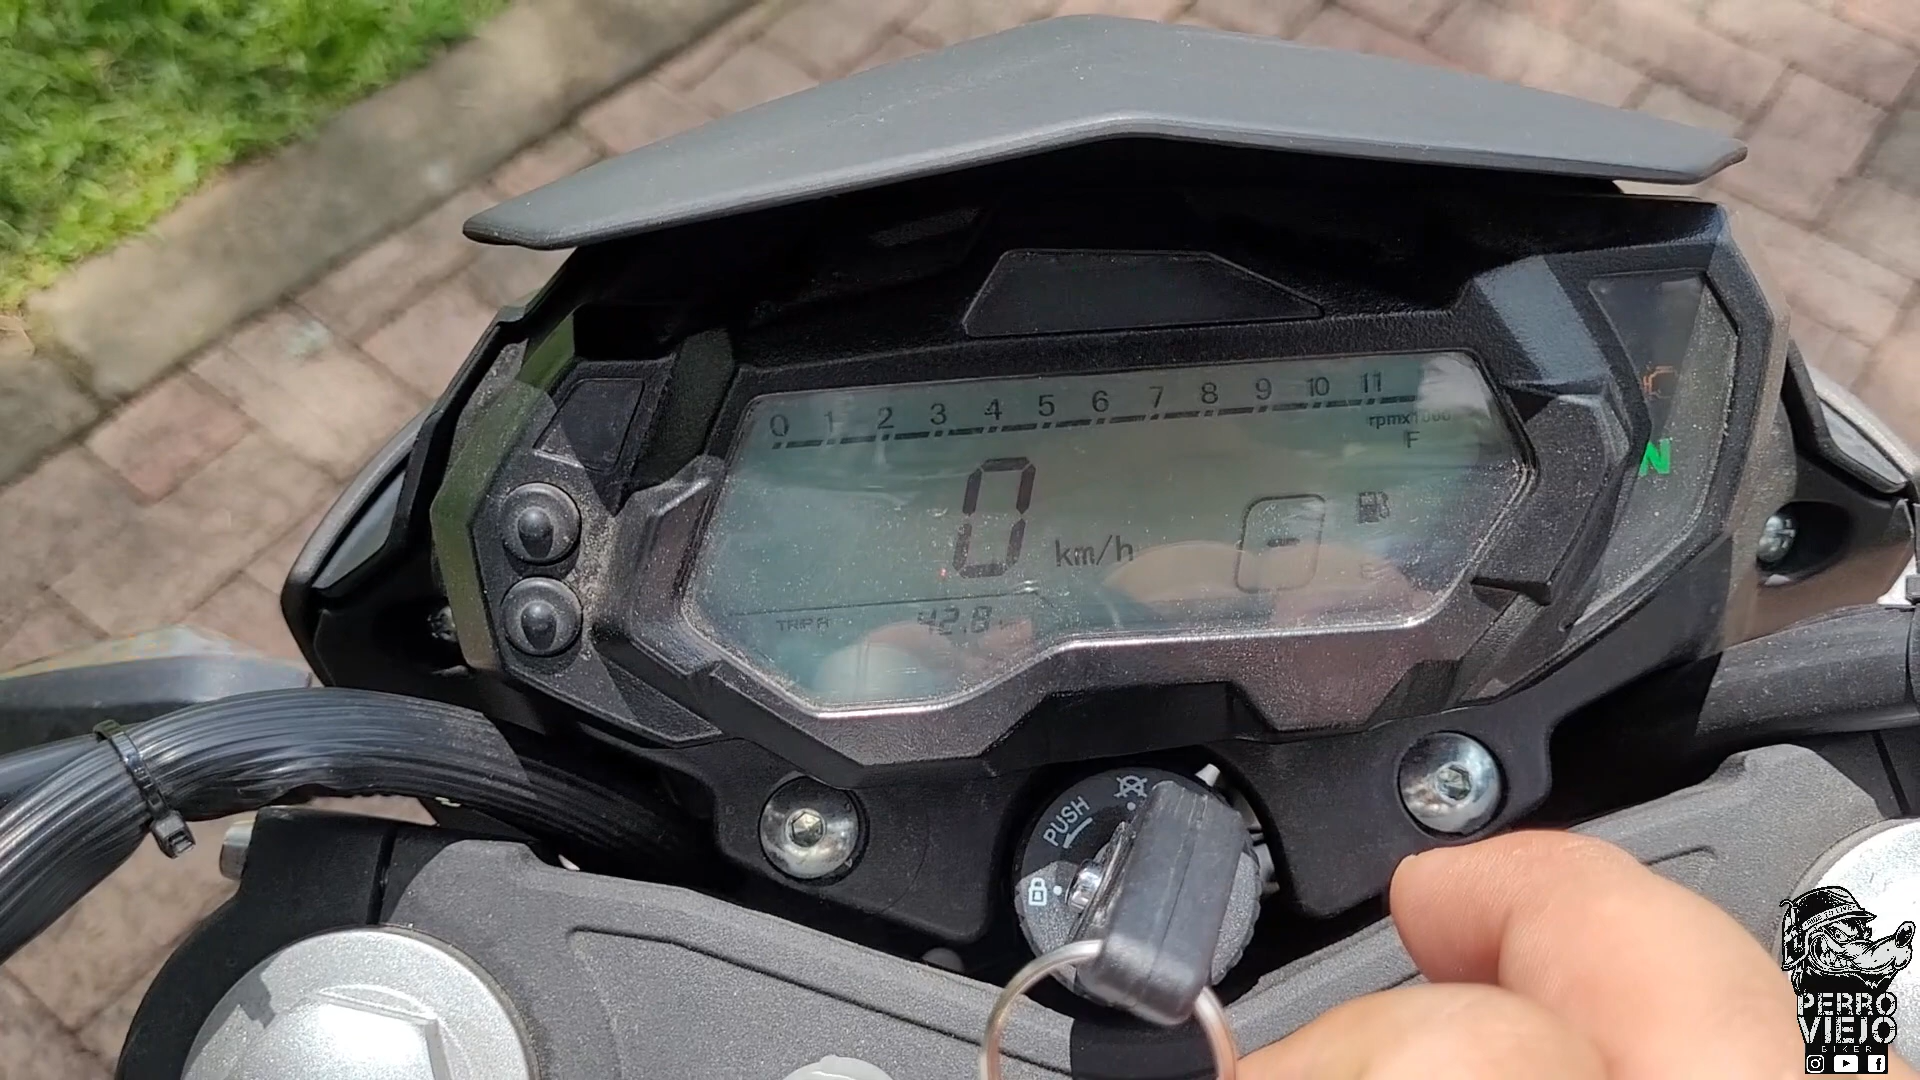 0 1 2 3 4 5 6 7 8 9 10 11
rpmx1000
F
0 km/h
-
E
TRIP A 42.8
N
PUSH
PERRO
VIEJO
BIKER